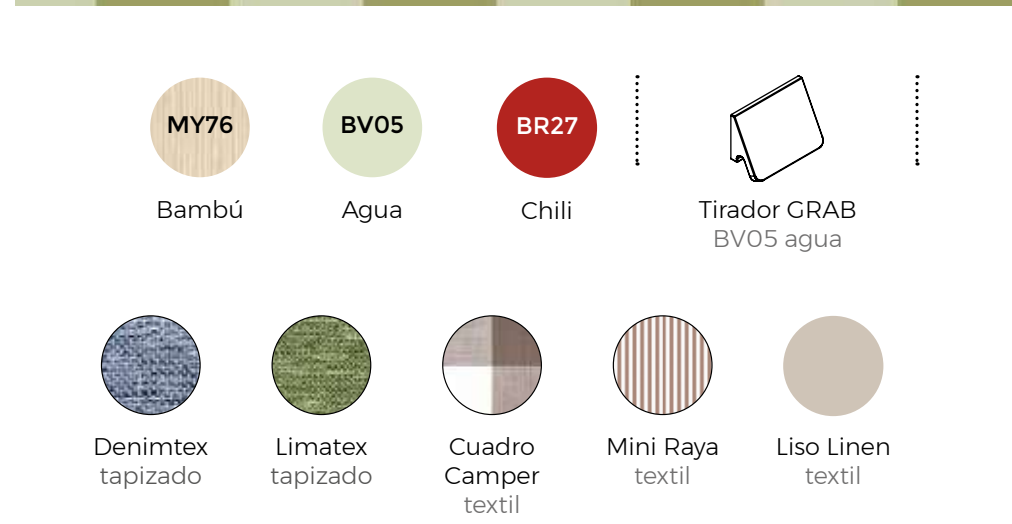 MY76
BV05
BR27
Bambú
Agua
Chili
Tirador GRAB
BV05 agua
Denimtex
tapizado
Limatex
tapizado
Cuadro
Camper
textil
Mini Raya
textil
Liso Linen
textil